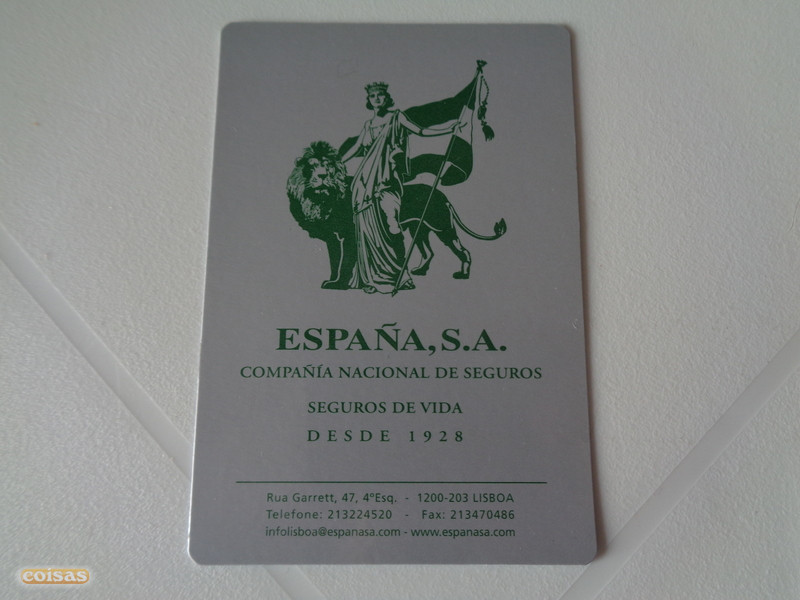 ESPAÑA, S.A.
COMPAÑÍA NACIONAL DE SEGUROS
SEGUROS DE VIDA
DESDE 1928
Rua Garrett, 47, 4ºEsq. - 1200-203 LISBOA
Telefone: 213224520 - Fax: 213470486
infolisboa@espanasa.com - www.espanasa.com
coisas